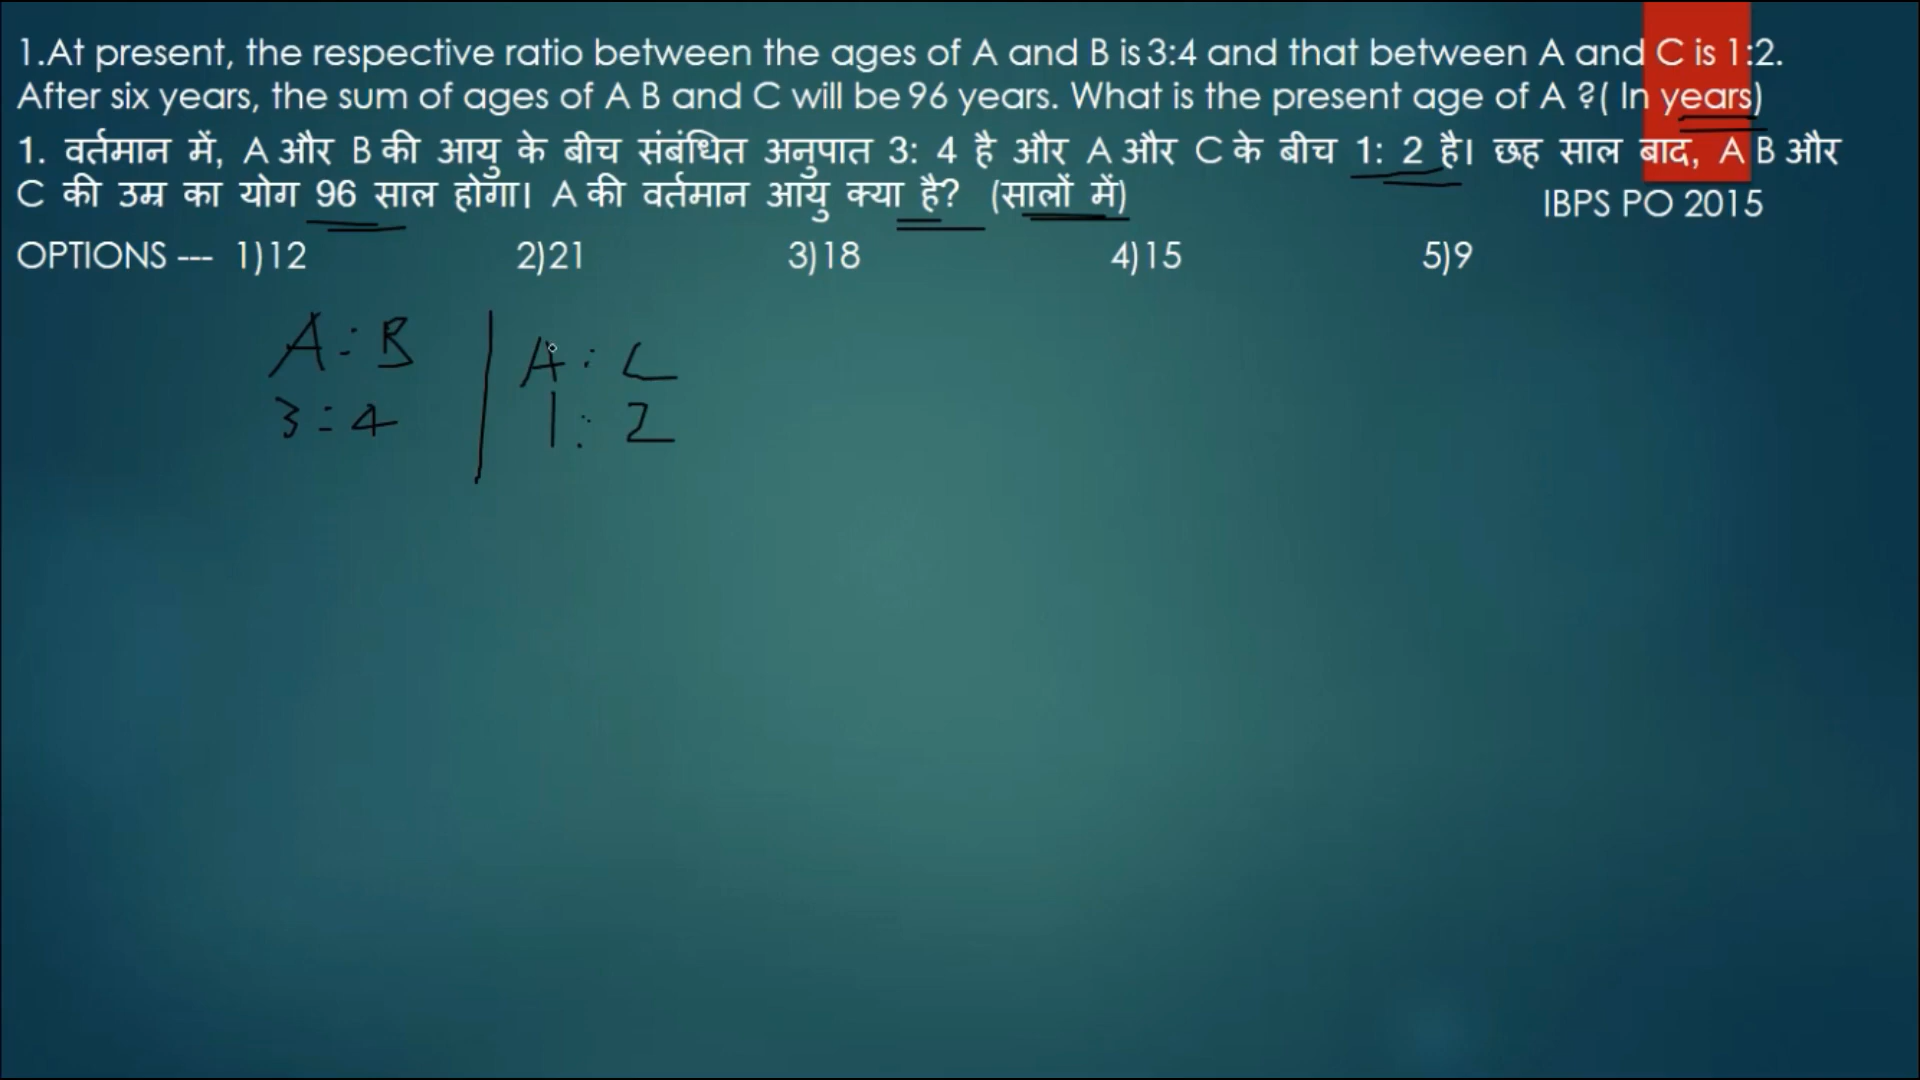 1.At present, the respective ratio between the ages of A and B is 3:4 and that between A and C is 1:2.
After six years, the sum of ages of A B and C will be 96 years. What is the present age of A ?( In years)
1. वर्तमान में, A और B की आयु के बीच संबंधित अनुपात 3: 4 है और A और C के बीच 1: 2 है। छह साल बाद, A B और
C की उम्र का योग 96 साल होगा। A की वर्तमान आयु क्या है? (सालों में) IBPS PO 2015
OPTIONS --- 1)12 2)21 3)18 4)15 5)9
A : B A : C
3 : 4 1 : 2